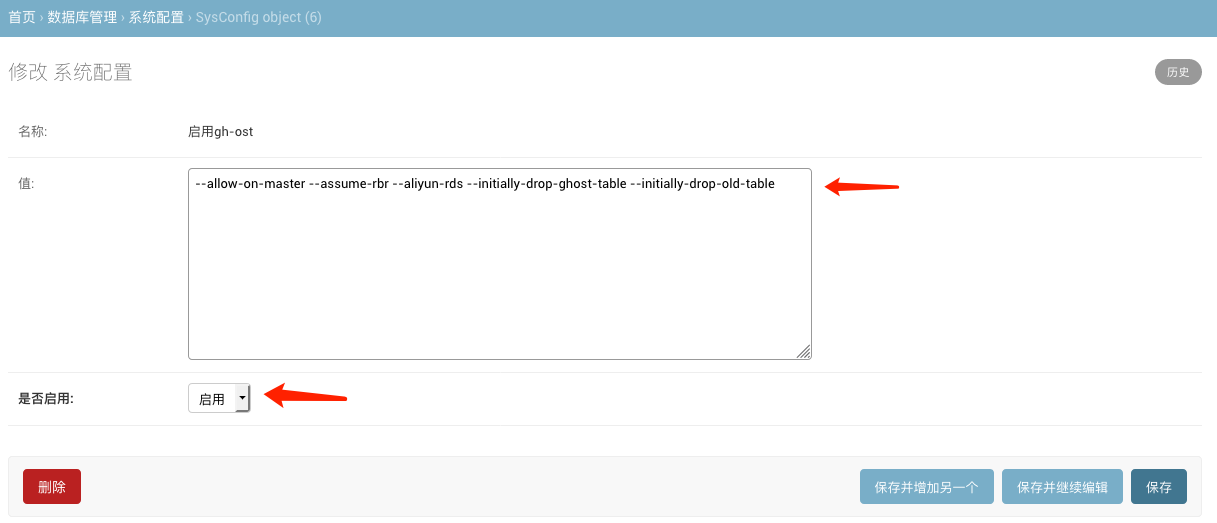 首页 › 数据库管理 › 系统配置 › SysConfig object (6)
修改 系统配置
历史
名称:
启用gh-ost
值:
--allow-on-master --assume-rbr --aliyun-rds --initially-drop-ghost-table --initially-drop-old-table
是否启用:
启用
删除
保存并增加另一个
保存并继续编辑
保存